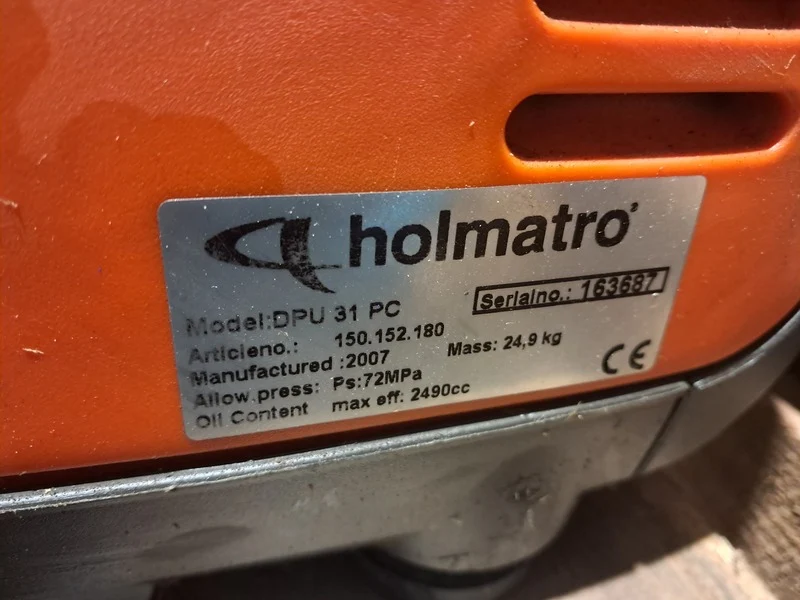 holmatro
Serialno.: 163687
Model:DPU 31 PC
Articleno.: 150.152.180
Manufactured :2007
Mass: 24,9 kg
Allow.press: Ps:72MPa
Oil Content max eff: 2490cc
CE